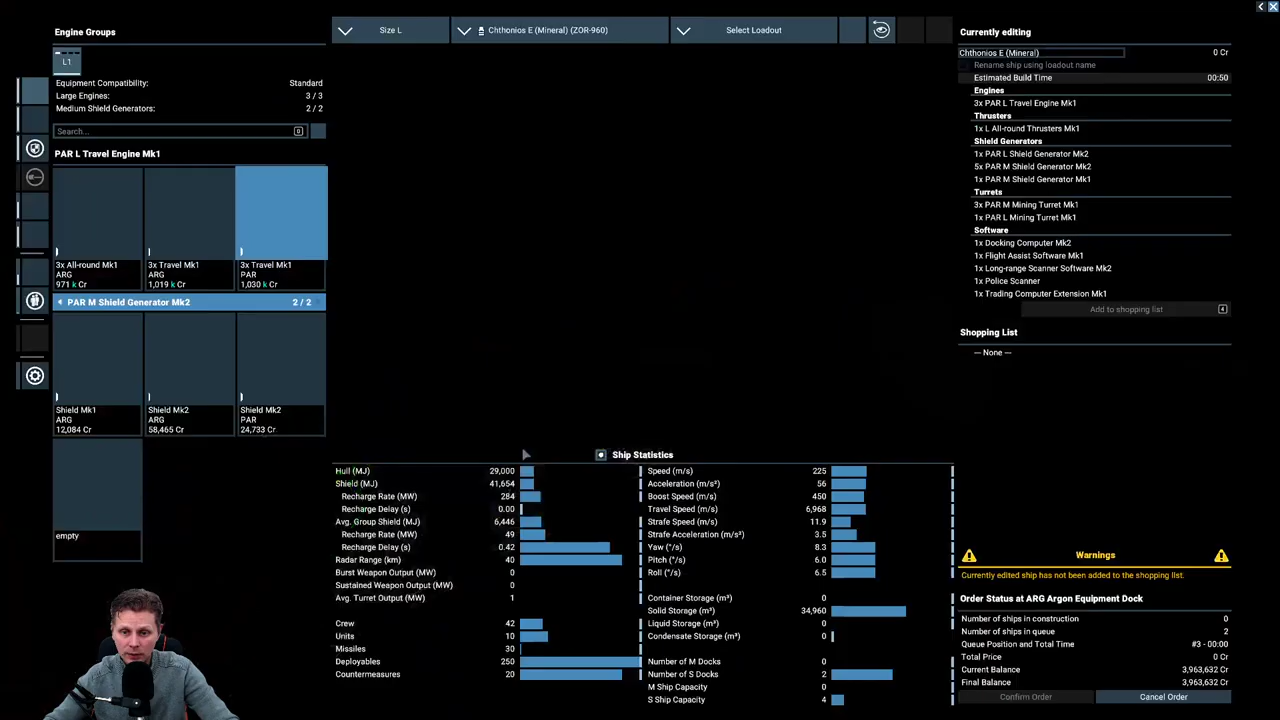 Engine Groups
L1
Equipment Compatibility: Standard
Large Engines: 3 / 3
Medium Shield Generators: 2 / 2
Search...
PAR L Travel Engine Mk1
3x All-round Mk1
ARG
971 k Cr
3x Travel Mk1
ARG
1,019 k Cr
3x Travel Mk1
PAR
1,030 k Cr
PAR M Shield Generator Mk2 2 / 2
Shield Mk1
ARG
12,084 Cr
Shield Mk2
ARG
58,465 Cr
Shield Mk2
PAR
24,733 Cr
empty
Size L
Chthonios E (Mineral) (ZOR-960)
Select Loadout
Ship Statistics
Hull (MJ) 29,000
Shield (MJ) 41,654
Recharge Rate (MW) 284
Recharge Delay (s) 0.00
Avg. Group Shield (MJ) 6,446
Recharge Rate (MW) 49
Recharge Delay (s) 0.42
Radar Range (km) 40
Burst Weapon Output (MW) 0
Sustained Weapon Output (MW) 0
Avg. Turret Output (MW) 1
Crew 42
Units 10
Missiles 30
Deployables 250
Countermeasures 20
Speed (m/s) 225
Acceleration (m/s²) 56
Boost Speed (m/s) 450
Travel Speed (m/s) 6,968
Strafe Speed (m/s) 11.9
Strafe Acceleration (m/s²) 3.5
Yaw (°/s) 8.3
Pitch (°/s) 6.0
Roll (°/s) 6.5
Container Storage (m³) 0
Solid Storage (m³) 34,960
Liquid Storage (m³) 0
Condensate Storage (m³) 0
Number of M Docks 0
Number of S Docks 2
M Ship Capacity 0
S Ship Capacity 4
Currently editing
Chthonios E (Mineral) 0 Cr
Rename ship using loadout name
Estimated Build Time 00:50
Engines
3x PAR L Travel Engine Mk1
Thrusters
1x L All-round Thrusters Mk1
Shield Generators
1x PAR L Shield Generator Mk2
5x PAR M Shield Generator Mk2
1x PAR M Shield Generator Mk1
Turrets
3x PAR M Mining Turret Mk1
1x PAR L Mining Turret Mk1
Software
1x Docking Computer Mk2
1x Flight Assist Software Mk1
1x Long-range Scanner Software Mk2
1x Police Scanner
1x Trading Computer Extension Mk1
Add to shopping list
Shopping List
— None —
Warnings
Currently edited ship has not been added to the shopping list.
Order Status at ARG Argon Equipment Dock
Number of ships in construction 0
Number of ships in queue 2
Queue Position and Total Time #3 - 00:00
Total Price 0 Cr
Current Balance 3,963,632 Cr
Final Balance 3,963,632 Cr
Confirm Order
Cancel Order